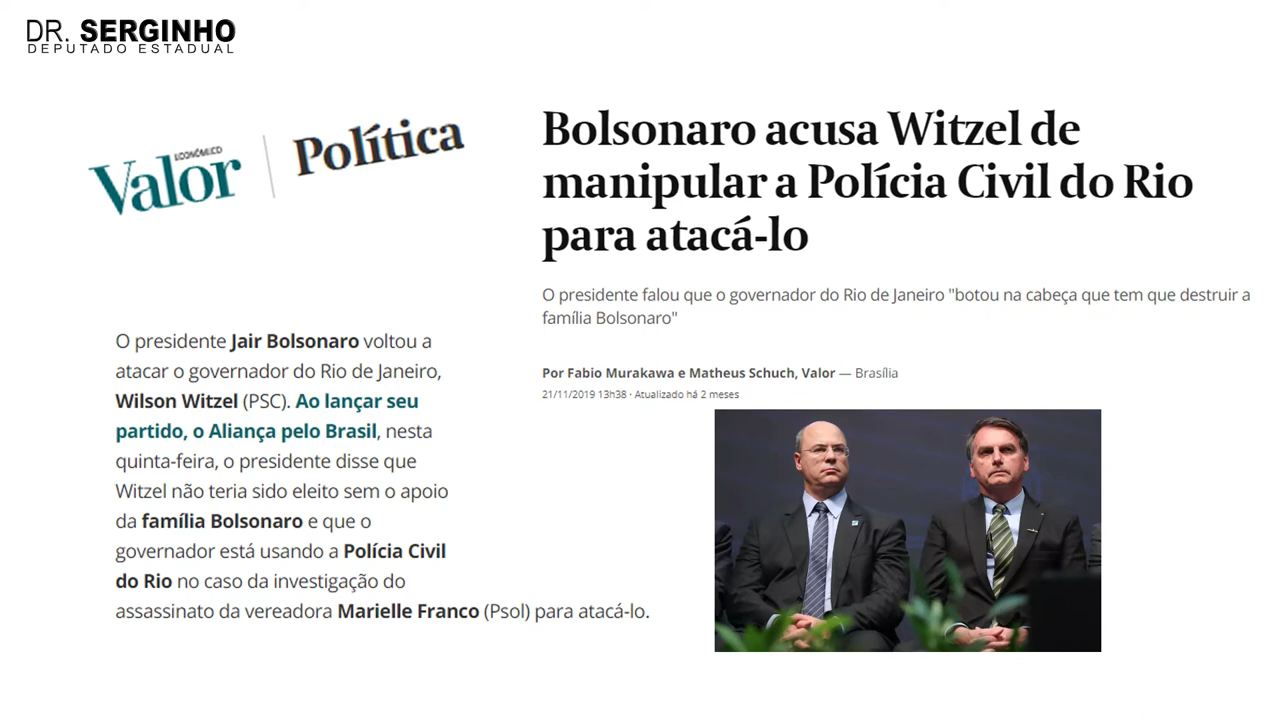 DR. SERGINHO
DEPUTADO ESTADUAL
Valor ECONÔMICO | Política
Bolsonaro acusa Witzel de
manipular a Polícia Civil do Rio
para atacá-lo
O presidente falou que o governador do Rio de Janeiro "botou na cabeça que tem que destruir a
família Bolsonaro"
Por Fabio Murakawa e Matheus Schuch, Valor — Brasília
21/11/2019 13h38 · Atualizado há 2 meses
O presidente Jair Bolsonaro voltou a
atacar o governador do Rio de Janeiro,
Wilson Witzel (PSC). Ao lançar seu
partido, o Aliança pelo Brasil, nesta
quinta-feira, o presidente disse que
Witzel não teria sido eleito sem o apoio
da família Bolsonaro e que o
governador está usando a Polícia Civil
do Rio no caso da investigação do
assassinato da vereadora Marielle Franco (Psol) para atacá-lo.